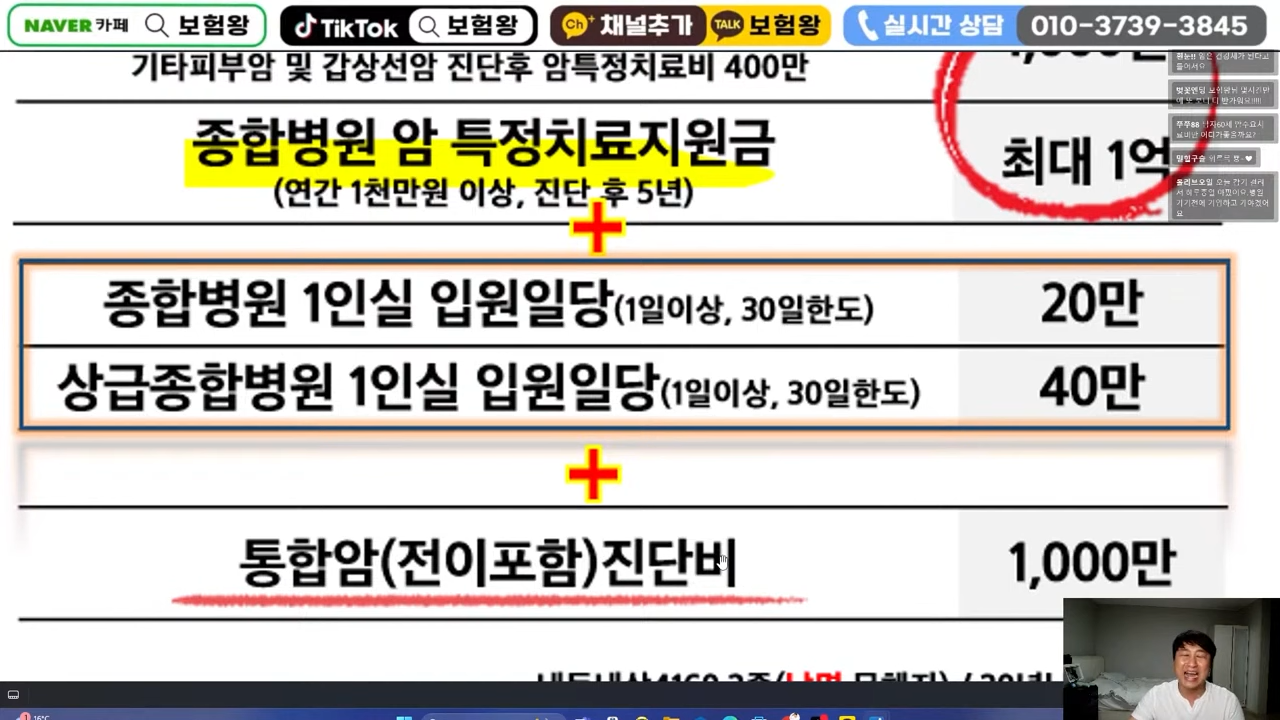 NAVER 카페 보험왕
TikTok 보험왕
Ch+ 채널추가 TALK 보험왕
실시간 상담 010-3739-3845
기타피부암 및 갑상선암 진단후 암특정치료비 400만
종합병원 암 특정치료지원금
(연간 1천만원 이상, 진단 후 5년)
최대 1억
+
종합병원 1인실 입원일당(1일이상, 30일한도) 20만
상급종합병원 1인실 입원일당(1일이상, 30일한도) 40만
+
통합암(전이포함)진단비 1,000만
16°C